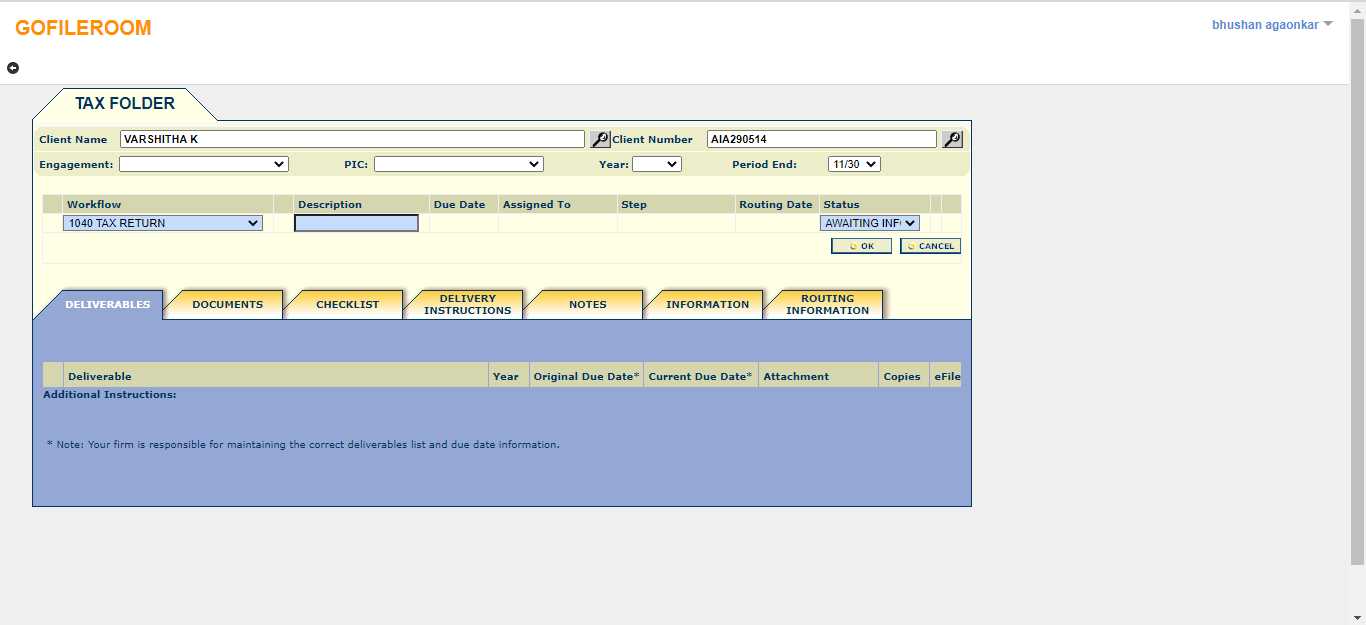 GOFILEROOM
bhushan agaonkar
TAX FOLDER
Client Name VARSHITHA K Client Number AIA290514
Engagement: PIC: Year: Period End: 11/30
Workflow Description Due Date Assigned To Step Routing Date Status
1040 TAX RETURN AWAITING INF
OK CANCEL
DELIVERABLES DOCUMENTS CHECKLIST DELIVERY INSTRUCTIONS NOTES INFORMATION ROUTING INFORMATION
Deliverable Year Original Due Date* Current Due Date* Attachment Copies eFile
Additional Instructions:
* Note: Your firm is responsible for maintaining the correct deliverables list and due date information.